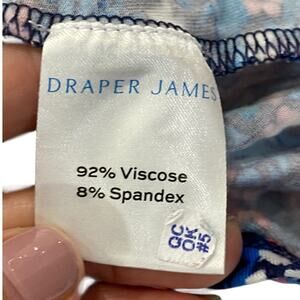 DRAPER JAMES
92% Viscose
8% Spandex
QC
OK
#5